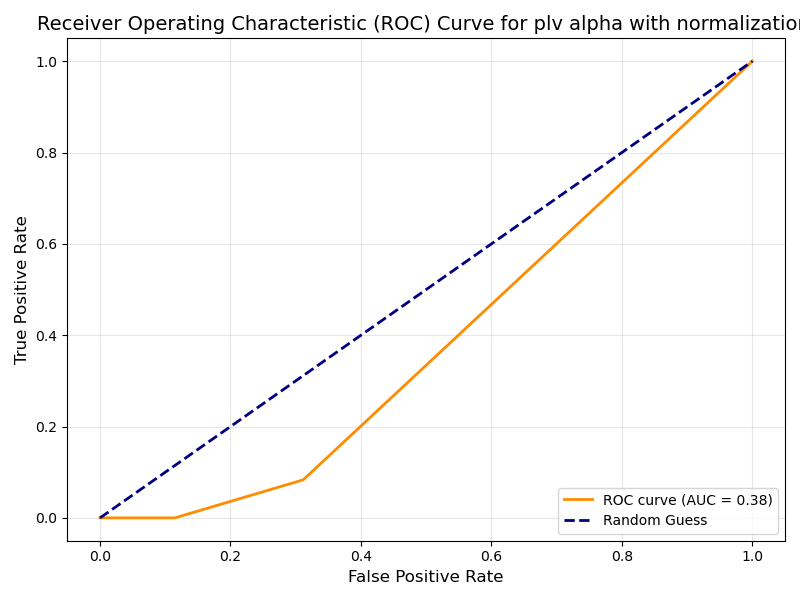 Receiver Operating Characteristic (ROC) Curve for plv alpha with normalization
True Positive Rate
1.0
0.8
0.6
0.4
0.2
0.0
0.0 0.2 0.4 0.6 0.8 1.0
False Positive Rate
ROC curve (AUC = 0.38)
Random Guess